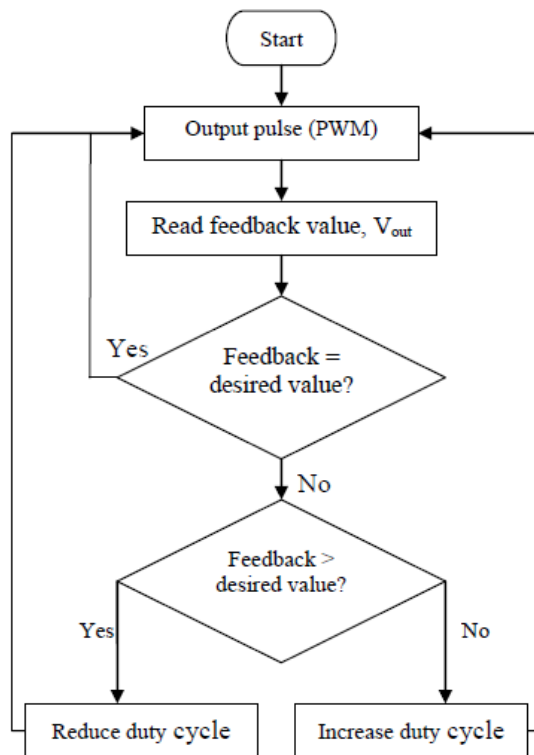 Start
Output pulse (PWM)
Read feedback value, Vout
Yes
Feedback =
desired value?
No
Feedback >
desired value?
Yes
No
Reduce duty cycle
Increase duty cycle